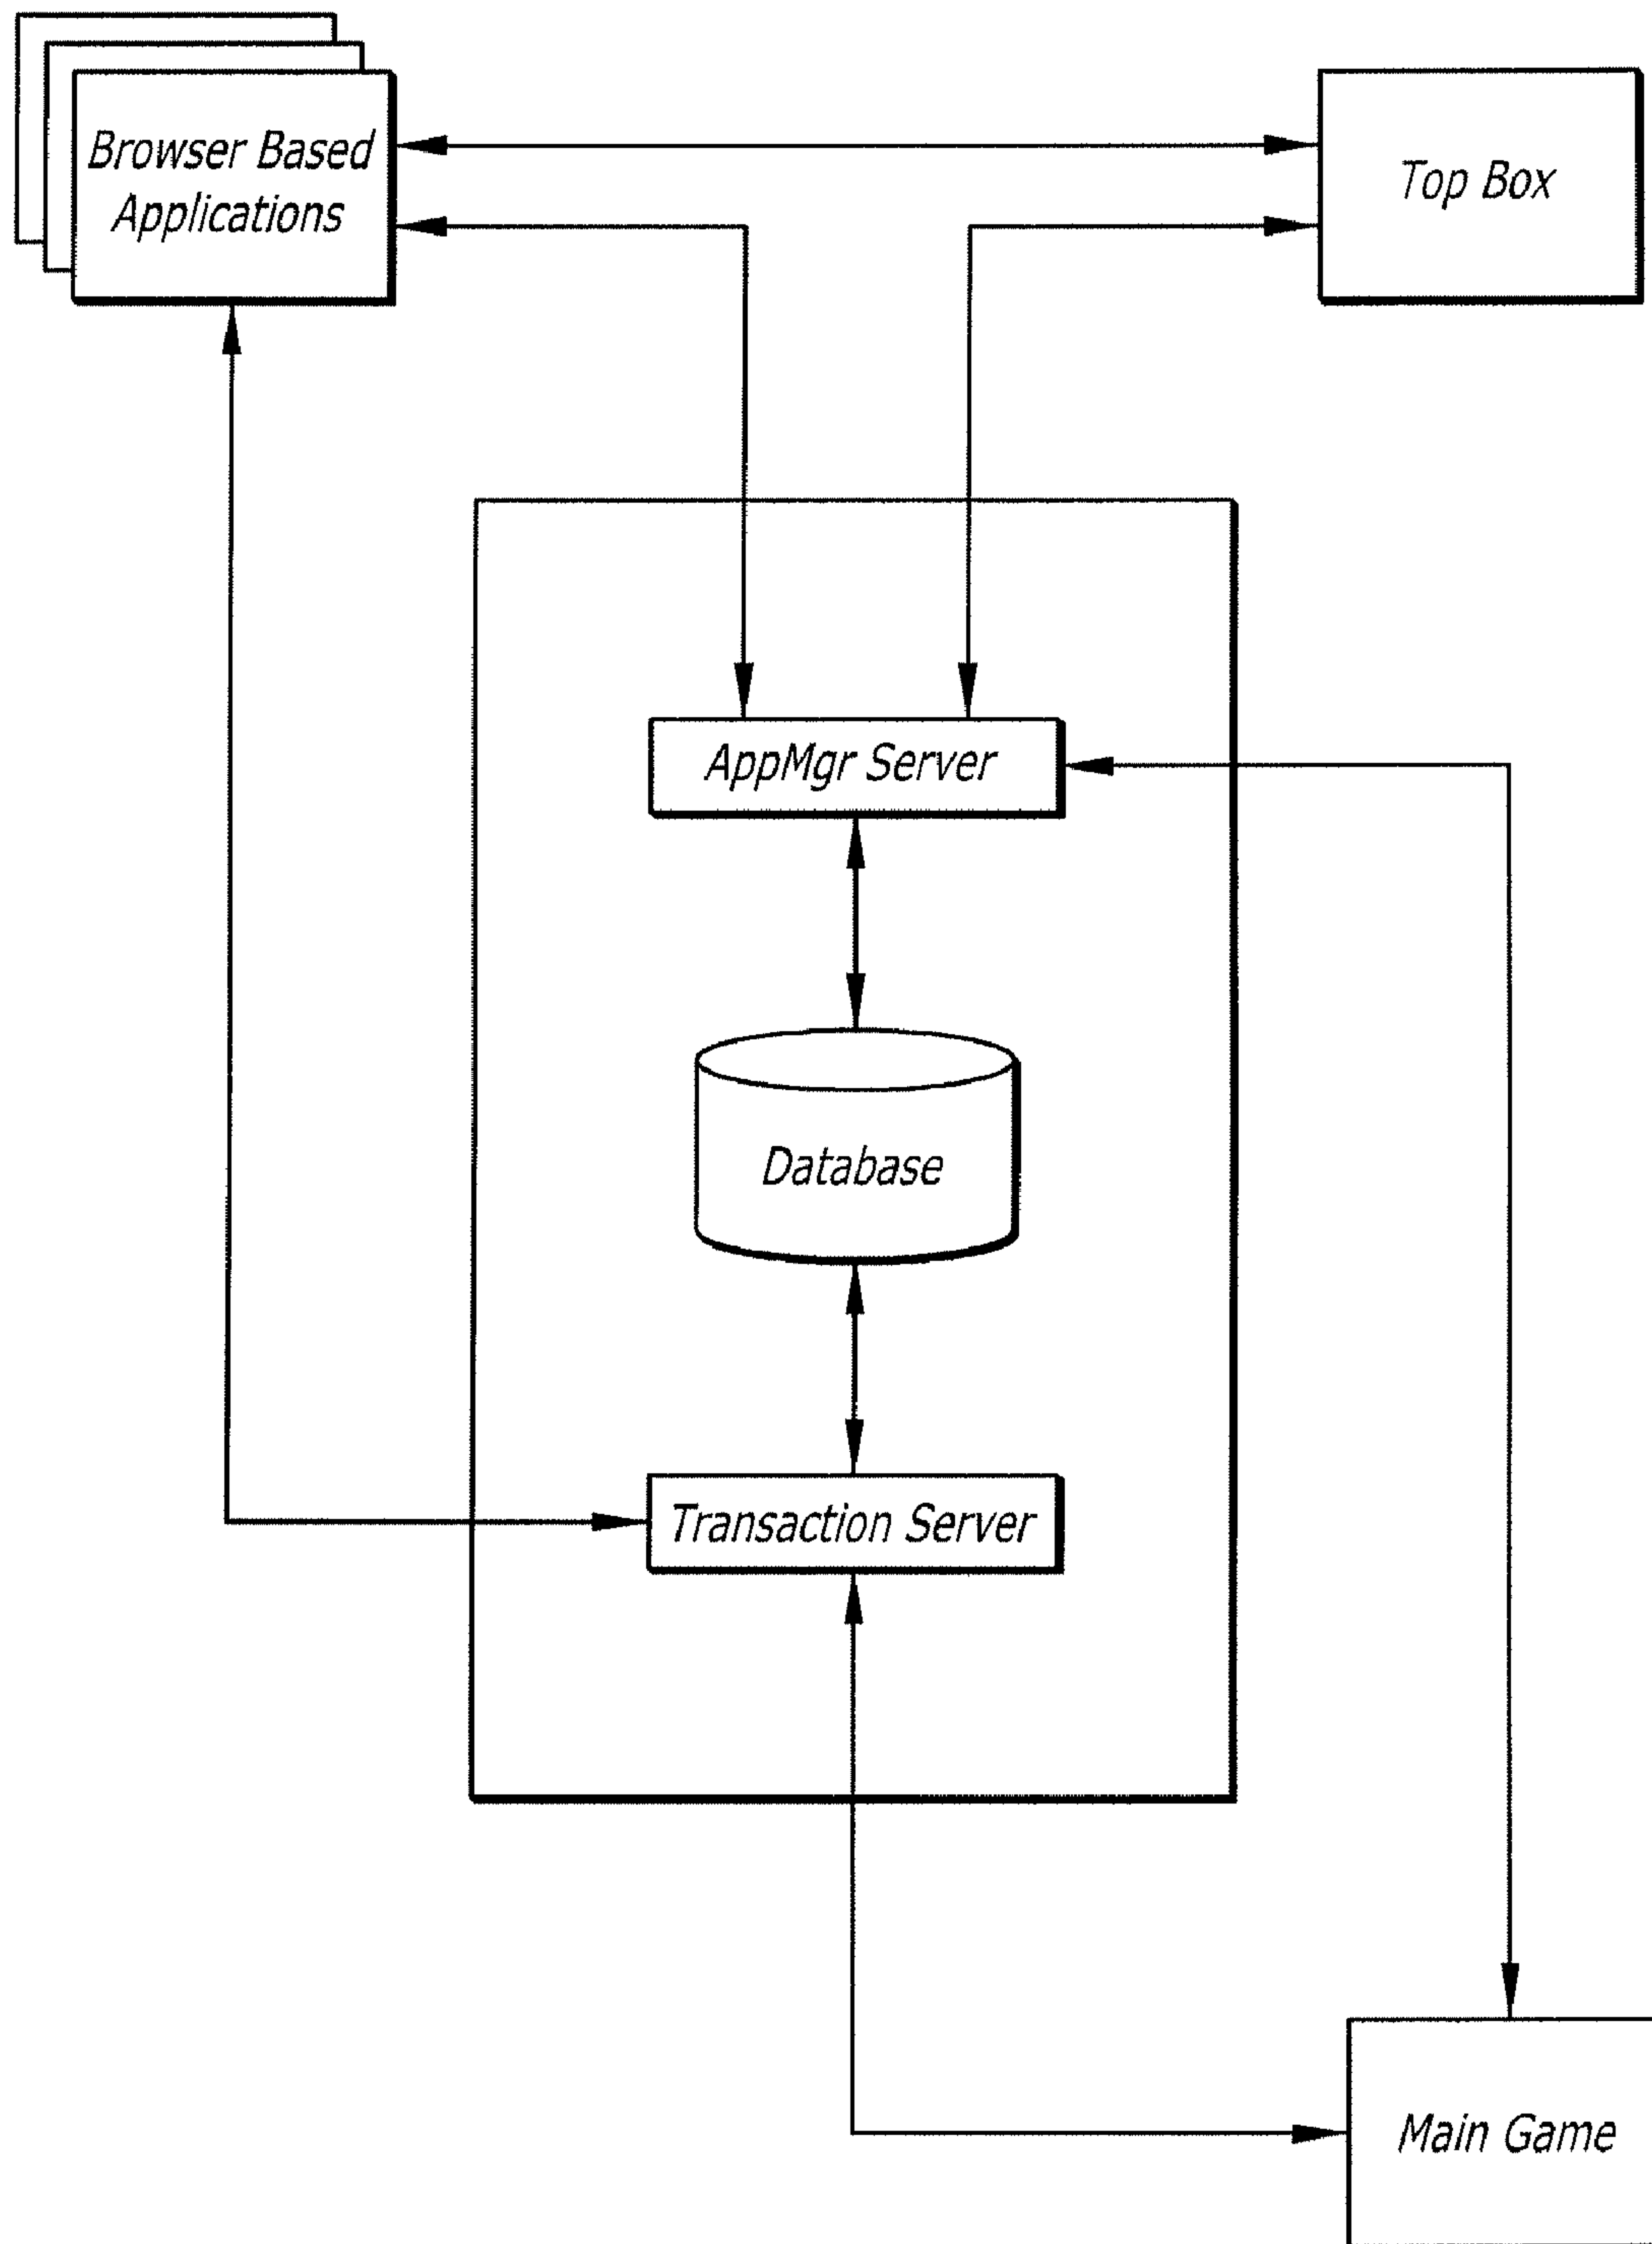 Browser Based
Applications
Top Box
AppMgr Server
Database
Transaction Server
Main Game